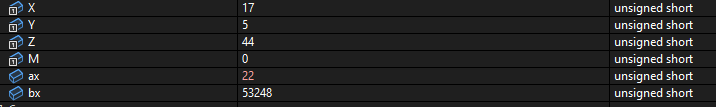 X 17 unsigned short
Y 5 unsigned short
Z 44 unsigned short
M 0 unsigned short
ax 22 unsigned short
bx 53248 unsigned short